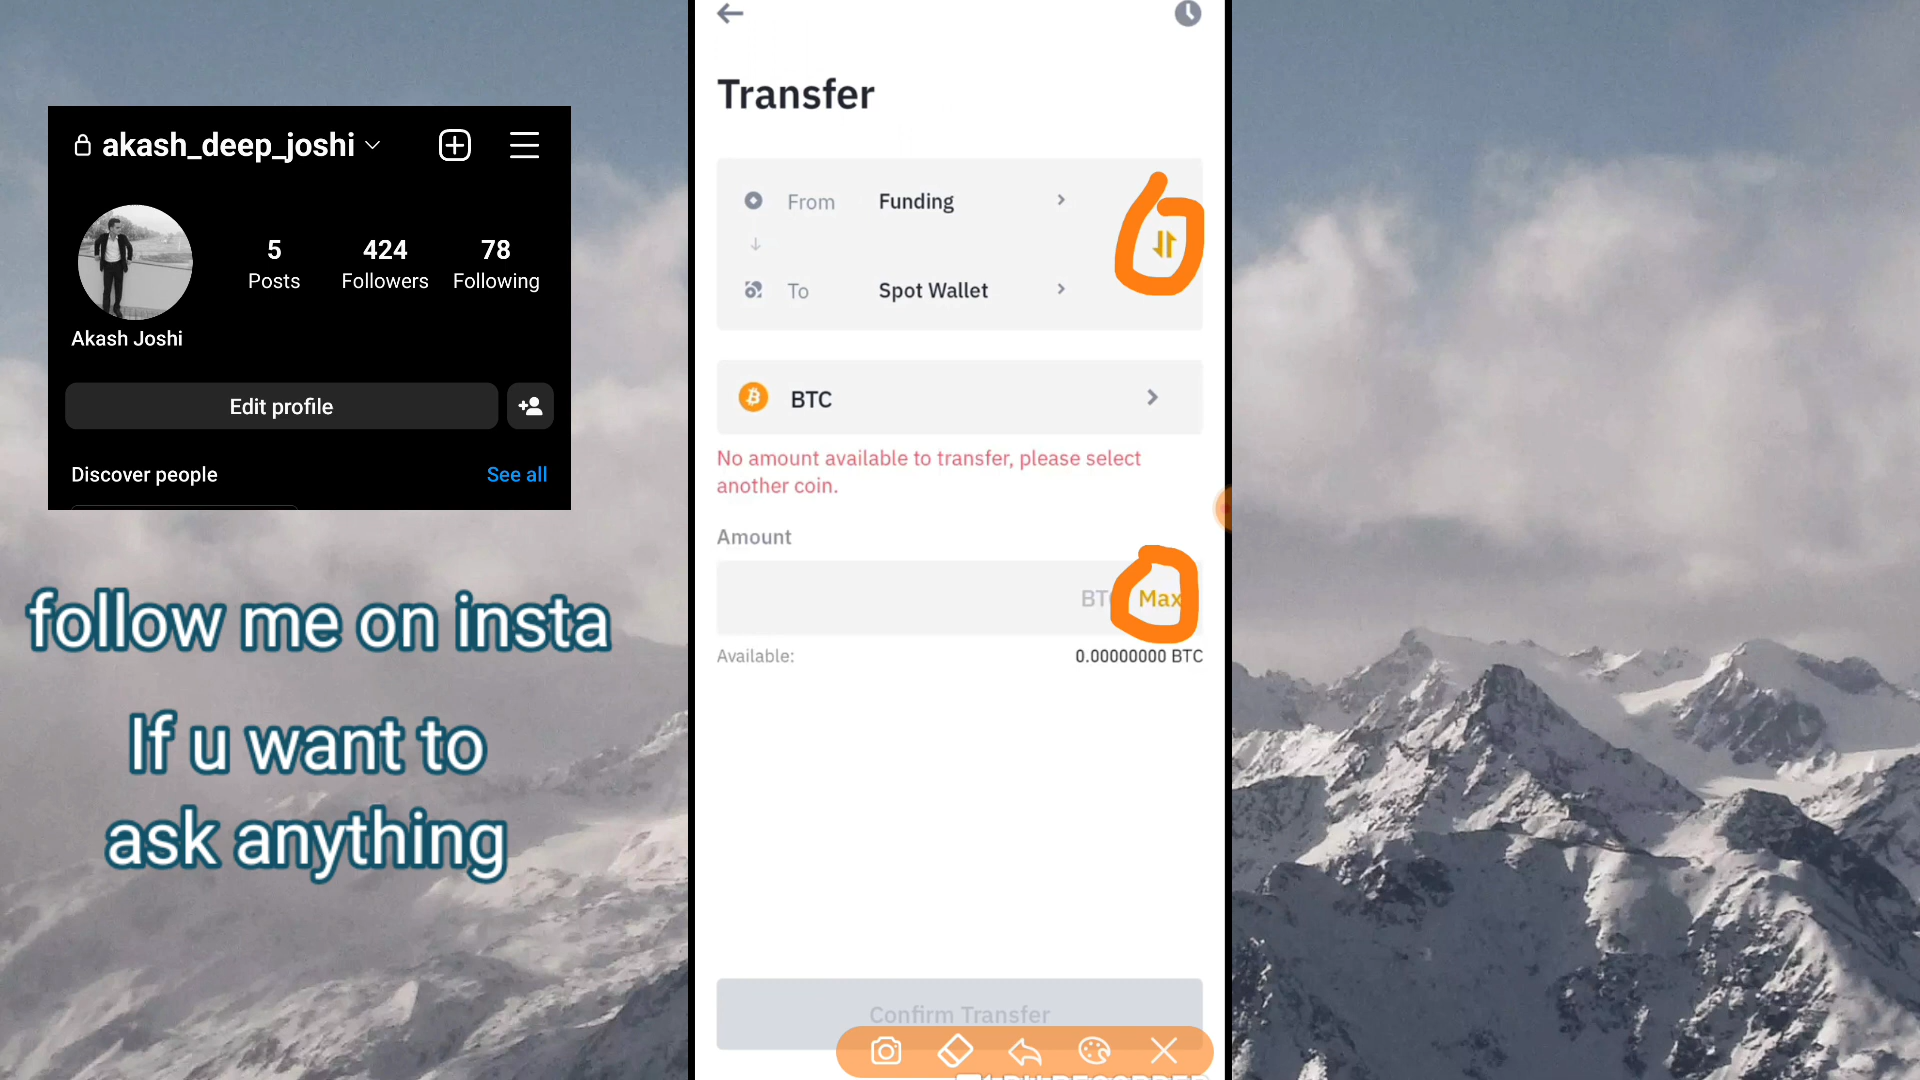 akash_deep_joshi
5 424 78
Posts Followers Following
Akash Joshi
Edit profile
Discover people See all
follow me on insta
If u want to
ask anything
Transfer
From Funding
To Spot Wallet
BTC
No amount available to transfer, please select
another coin.
Amount
Max
Available: 0.00000000 BTC
Confirm Transfer